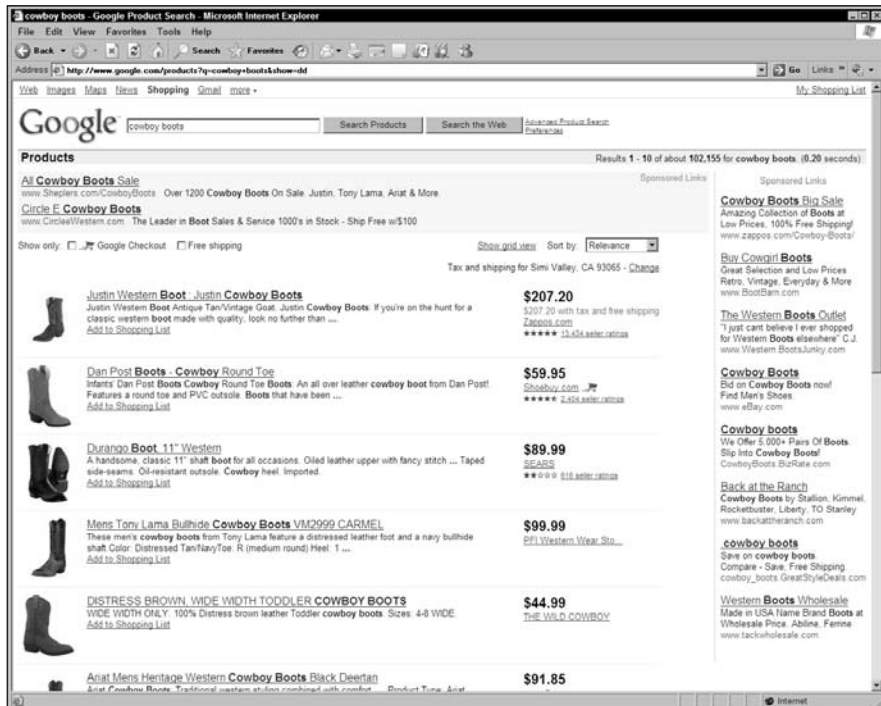 cowboy boots - Google Product Search - Microsoft Internet Explorer
File Edit View Favorites Tools Help
Back Search Favorites
Address http://www.google.com/products?q=cowboy+boots&show=dd Go Links »
Web Images Maps News Shopping Gmail more My Shopping List
Google cowboy boots Search Products Search the Web Advanced Product Search
Preferences
Products Results 1 - 10 of about 102,155 for cowboy boots. (0.20 seconds)
All Cowboy Boots Sale Sponsored Links
www.Sheplers.com/CowboyBoots Over 1200 Cowboy Boots On Sale. Justin, Tony Lama, Ariat & More.
Circle E Cowboy Boots
www.CircleeWestern.com The Leader in Boot Sales & Service 1000's in Stock - Ship Free w/$100
Show only: Google Checkout Free shipping Show grid view Sort by: Relevance
Tax and shipping for Simi Valley, CA 93065 - Change
Justin Western Boot : Justin Cowboy Boots
Justin Western Boot Antique Tan/Vintage Goat. Justin Cowboy Boots. If you're on the hunt for a
classic western boot made with quality, look no further than ...
Add to Shopping List
$207.20
$207.20 with tax and free shipping
Zappos.com
★★★★★ 13,434 seller ratings
Dan Post Boots - Cowboy Round Toe
Infants' Dan Post Boots Cowboy Round Toe Boots. An all over leather cowboy boot from Dan Post!.
Features a round toe and PVC outsole. Boots that have been ...
Add to Shopping List
$59.95
Shoebuy.com
2,404 seller ratings
Durango Boot, 11" Western
A handsome, classic 11" shaft boot for all occasions. Oiled leather upper with fancy stitch ... Taped
side-seams. Oil-resistant outsole. Cowboy heel. Imported.
Add to Shopping List
$89.99
SEARS
★★☆☆☆ 616 seller ratings
Mens Tony Lama Bullhide Cowboy Boots VM2999 CARMEL
These men's cowboy boots from Tony Lama feature a distressed leather foot and a navy bullhide
shaft Color: Distressed Tan/NavyToe: R (medium round) Heel: 1 ...
Add to Shopping List
$99.99
PFI Western Wear Sto...
DISTRESS BROWN, WIDE WIDTH TODDLER COWBOY BOOTS
WIDE WIDTH ONLY. 100% Distress brown leather Toddler cowboy boots. Sizes: 4-8 WIDE.
Add to Shopping List
$44.99
THE WILD COWBOY
Ariat Mens Heritage Western Cowboy Boots Black Deertan
Ariat Cowboy Boots. Traditional western styling combined with comfort ... Product Type: Ariat
$91.85
Sponsored Links
Cowboy Boots Big Sale
Amazing Collection of Boots at
Low Prices, 100% Free Shipping!
www.zappos.com/Cowboy-Boots/
Buy Cowgirl Boots
Great Selection and Low Prices
Retro, Vintage, Everyday & More
www.BootBarn.com
The Western Boots Outlet
"I just cant believe I ever shopped
for Western Boots elsewhere" C.J.
www.Western.BootsJunky.com
Cowboy Boots
Bid on Cowboy Boots now!
Find Men's Shoes.
www.eBay.com
Cowboy boots
We Offer 5,000+ Pairs Of Boots.
Slip Into Cowboy Boots!
CowboyBoots.BizRate.com
Back at the Ranch
Cowboy Boots by Stallion, Kimmel,
Rocketbuster, Liberty, TO Stanley
www.backattheranch.com
cowboy boots
Save on cowboy boots.
Compare - Save, Free Shipping.
cowboy_boots.GreatStyleDeals.com
Western Boots Wholesale
Made in USA Name Brand Boots at
Wholesale Price. Abiline, Ferrine
www.tackwholesale.com
Internet